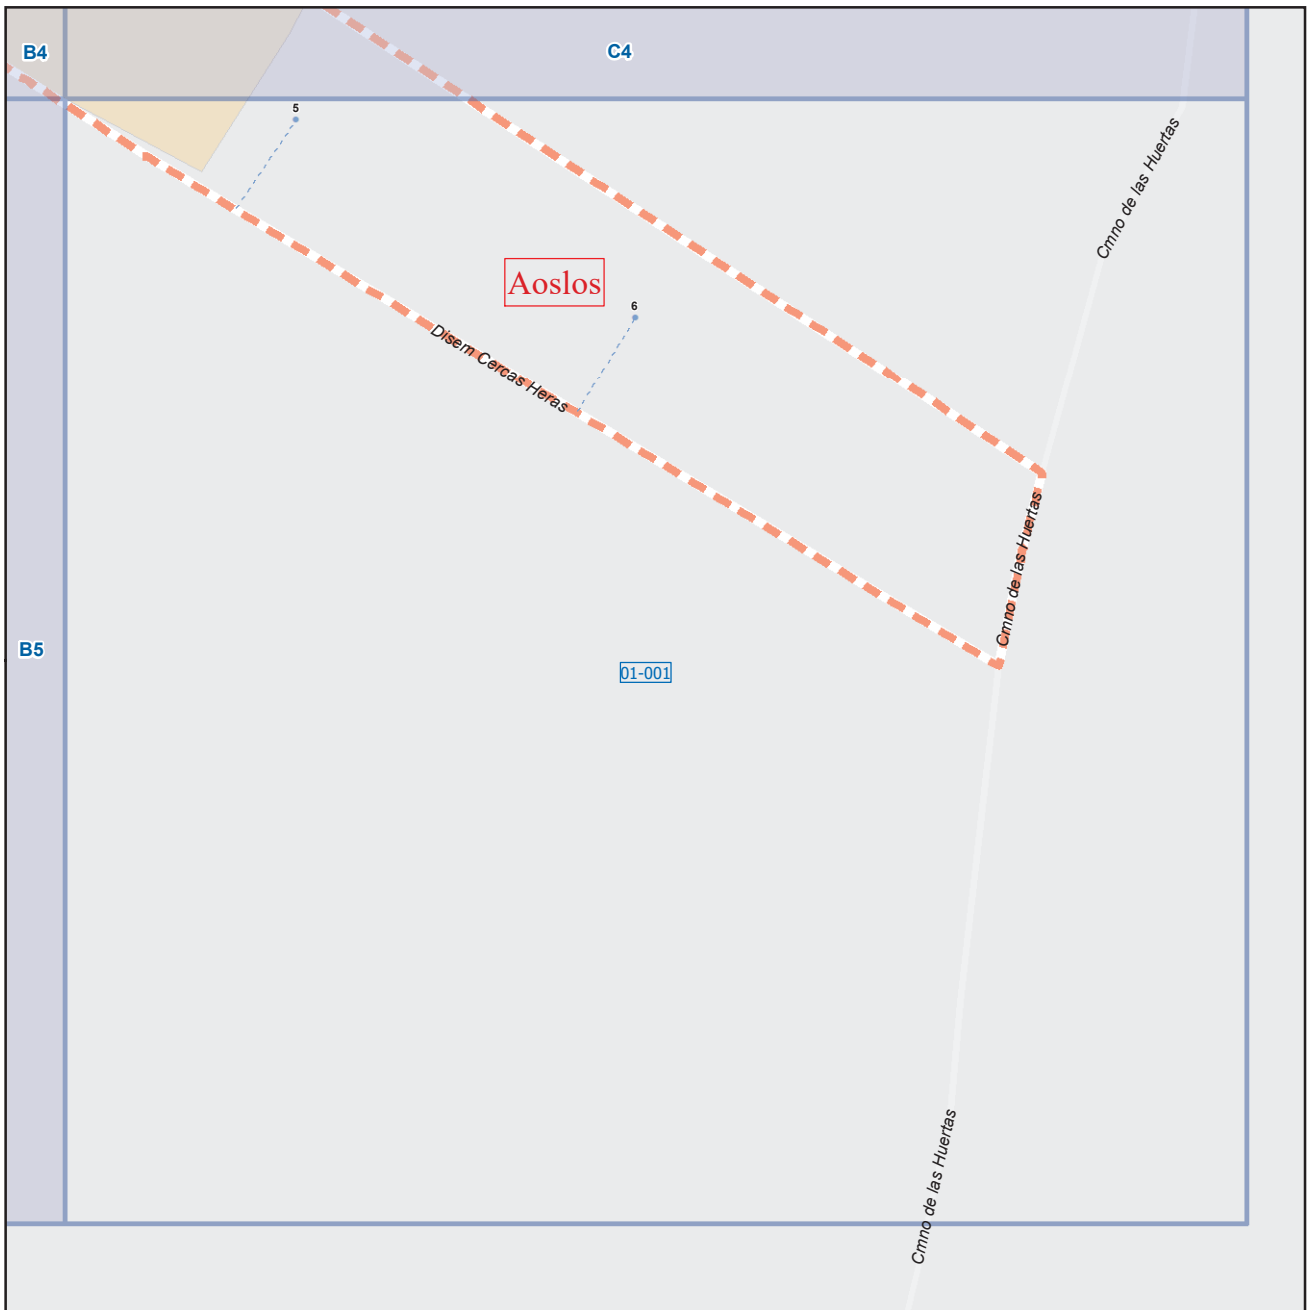 B4
C4
5
Cmno de las Huertas
Aoslos
6
Disem Cercas Heras
Cmno de las Huertas
B5
01-001
Cmno de las Huertas